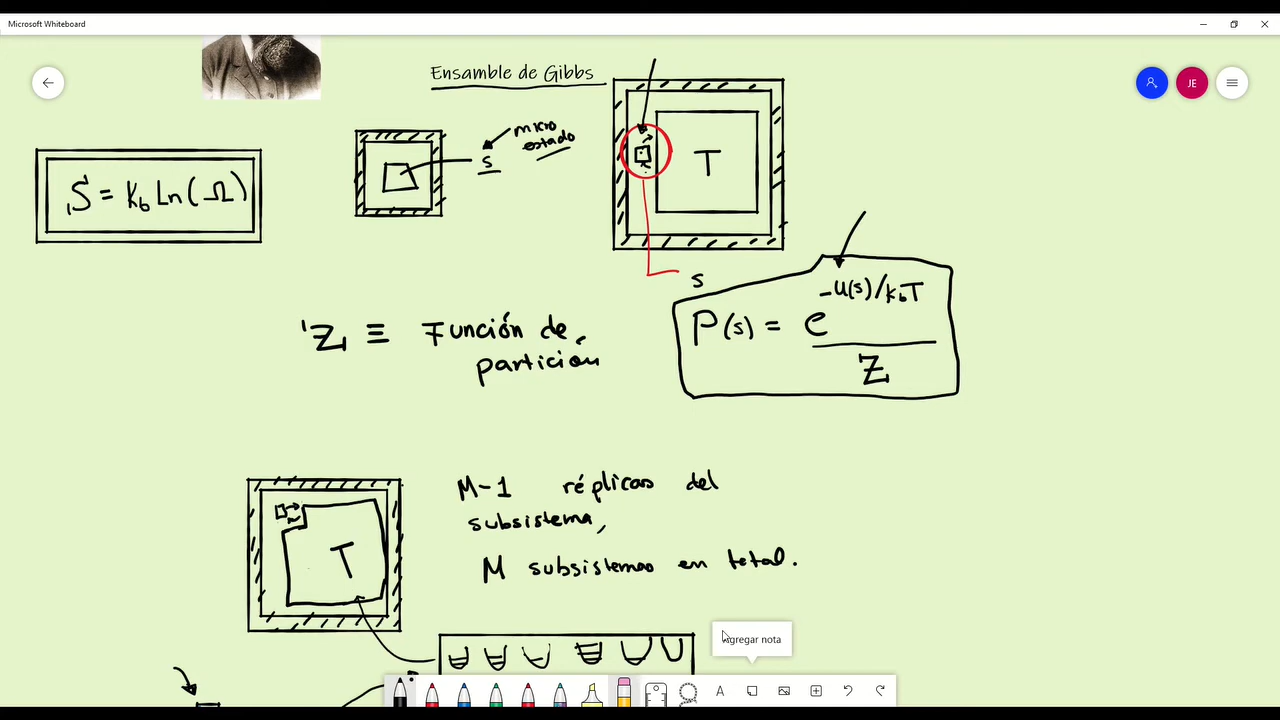 Microsoft Whiteboard
JE
Ensamble de Gibbs
micro
estado
s
T
S = k_b Ln(Ω)
s
Z ≡ Función de
partición
P(s) = e^{-u(s)/k_bT} / Z
T
M-1 réplicas del
subsistema,
M subsistemas en total.
Agregar nota
A